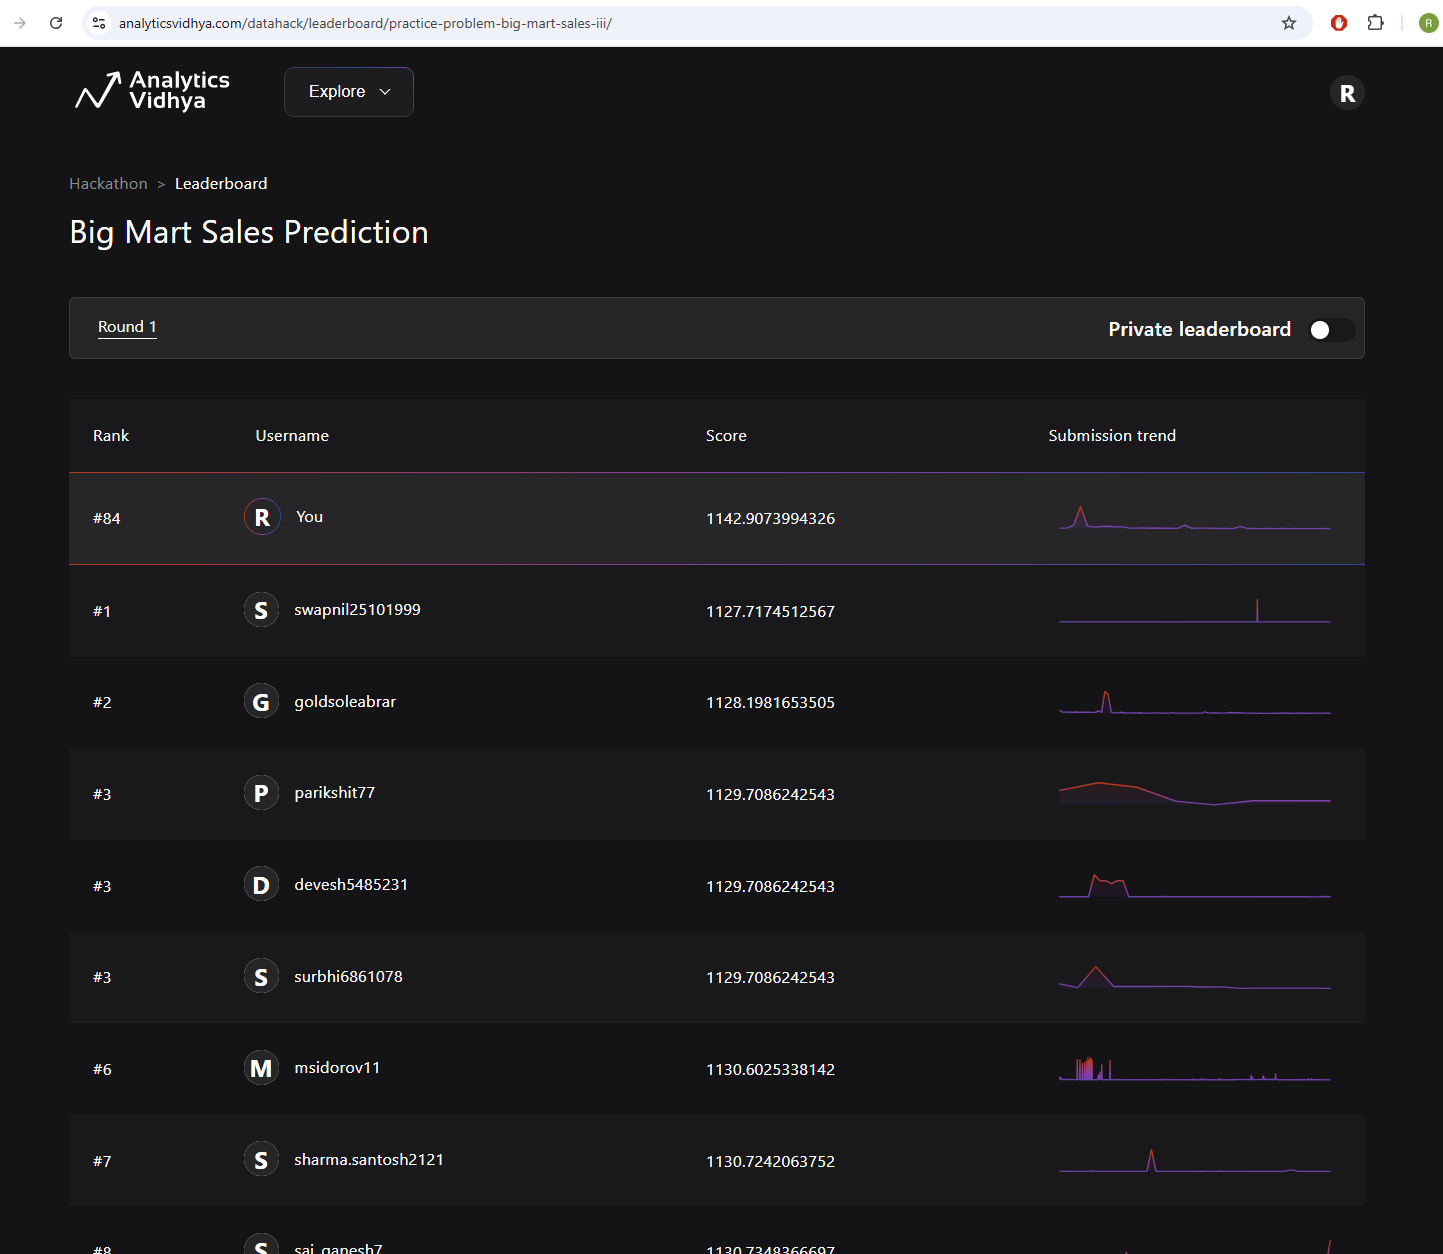 analyticsvidhya.com/datahack/leaderboard/practice-problem-big-mart-sales-iii/
R
Analytics
Vidhya
Explore
R
Hackathon > Leaderboard
Big Mart Sales Prediction
Round 1
Private leaderboard
Rank Username Score Submission trend
#84 R You 1142.9073994326
#1 S swapnil25101999 1127.7174512567
#2 G goldsoleabrar 1128.1981653505
#3 P parikshit77 1129.7086242543
#3 D devesh5485231 1129.7086242543
#3 S surbhi6861078 1129.7086242543
#6 M msidorov11 1130.6025338142
#7 S sharma.santosh2121 1130.7242063752
#8 S sai_ganesh7 1130.7348366697